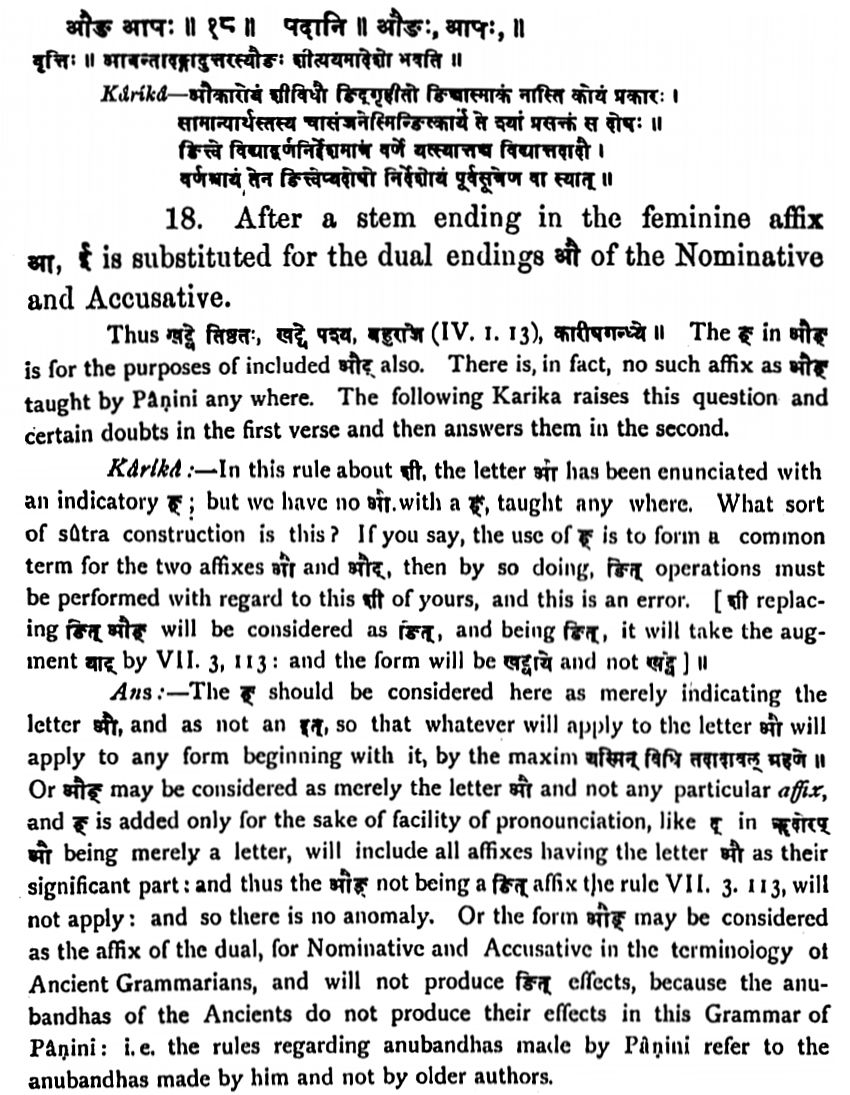 औङ आपः ॥ १८ ॥ पदानि ॥ औङः, आपः, ॥
वृत्तिः ॥ आबन्तादङ्गादुत्तरस्यौङः शीत्ययमादेशो भवति ॥
Kârikâ—औकारोयं शीविधौ ङिद्गृहीतो ङिच्चास्माकं नास्ति कोयं प्रकारः ।
सामान्यार्थस्तस्य चासंजनेस्मिन्ङित्कार्यं ते श्यां प्रसक्तं स दोषः ॥
ङित्त्वे विद्याद्वर्णनिर्देशमात्रं वर्णे यत्स्यात्तच्च विद्यात्तदादौ ।
वर्णश्चायं तेन ङित्त्वेप्यदोषो निर्देशोयं पूर्वसूत्रेण वा स्यात् ॥
18. After a stem ending in the feminine affix
आ, ई is substituted for the dual endings औ of the Nominative
and Accusative.
Thus खट्वे तिष्ठतः, खट्वे पश्य, बहुराजे (IV. 1. 13), कारीषगन्ध्ये ॥ The ङ् in औङ्
is for the purposes of included औट् also. There is, in fact, no such affix as औङ्
taught by Pâṇini any where. The following Karika raises this question and
certain doubts in the first verse and then answers them in the second.
Kârikâ :—In this rule about शी, the letter औ has been enunciated with
an indicatory ङ् ; but we have no औ with a ङ्, taught any where. What sort
of sûtra construction is this ? If you say, the use of ङ् is to form a common
term for the two affixes औ and औट्, then by so doing, ङित् operations must
be performed with regard to this शी of yours, and this is an error. [ शी replac-
ing ङित् औङ् will be considered as ङित्, and being ङित्, it will take the aug-
ment याट् by VII. 3, 113 : and the form will be खट्वाये and not खट्वे ] ॥
Ans :—The ङ् should be considered here as merely indicating the
letter औ, and as not an इत्, so that whatever will apply to the letter औ will
apply to any form beginning with it, by the maxim यस्मिन् विधि तदादावल् ग्रहणे ॥
Or औङ् may be considered as merely the letter औ and not any particular affix,
and ङ् is added only for the sake of facility of pronounciation, like द् in ॠदोरप्
औ being merely a letter, will include all affixes having the letter औ as their
significant part : and thus the औङ् not being a ङित् affix the rule VII. 3. 113, will
not apply : and so there is no anomaly. Or the form औङ् may be considered
as the affix of the dual, for Nominative and Accusative in the terminology of
Ancient Grammarians, and will not produce ङित् effects, because the anu-
bandhas of the Ancients do not produce their effects in this Grammar of
Pâṇini : i. e. the rules regarding anubandhas made by Pâṇini refer to the
anubandhas made by him and not by older authors.